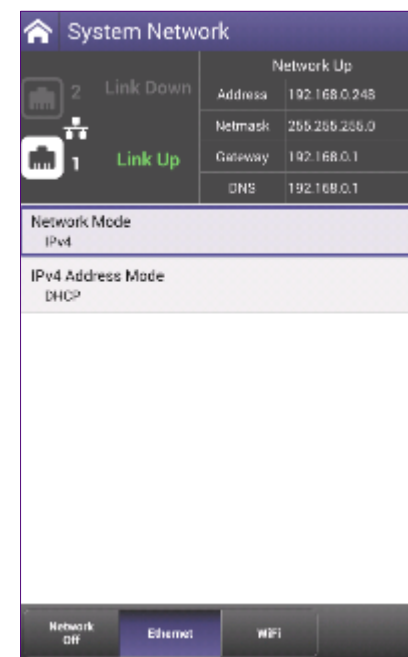 System Network
Network Up
2 Link Down
Address 192.168.0.248
Netmask 255.255.255.0
1 Link Up
Gateway 192.168.0.1
DNS 192.168.0.1
Network Mode
IPv4
IPv4 Address Mode
DHCP
Network Off
Ethernet
WiFi